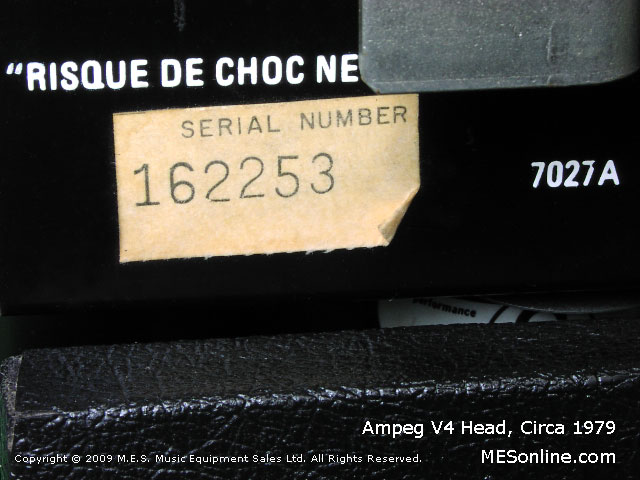 "RISQUE DE CHOC NE
SERIAL NUMBER
162253
7027A
performance
Ampeg V4 Head, Circa 1979
Copyright © 2009 M.E.S. Music Equipment Sales Ltd. All Rights Reserved.
MESonline.com